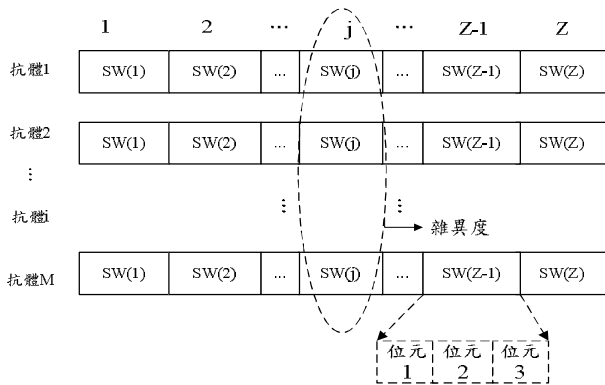 1 2 ... j ... Z-1 Z
抗體1 SW(1) SW(2) ... SW(j) ... SW(Z-1) SW(Z)
抗體2 SW(1) SW(2) ... SW(j) ... SW(Z-1) SW(Z)
⋮
抗體i ⋮ ⋮ 雜異度
抗體M SW(1) SW(2) ... SW(j) ... SW(Z-1) SW(Z)
位元 位元 位元
1 2 3